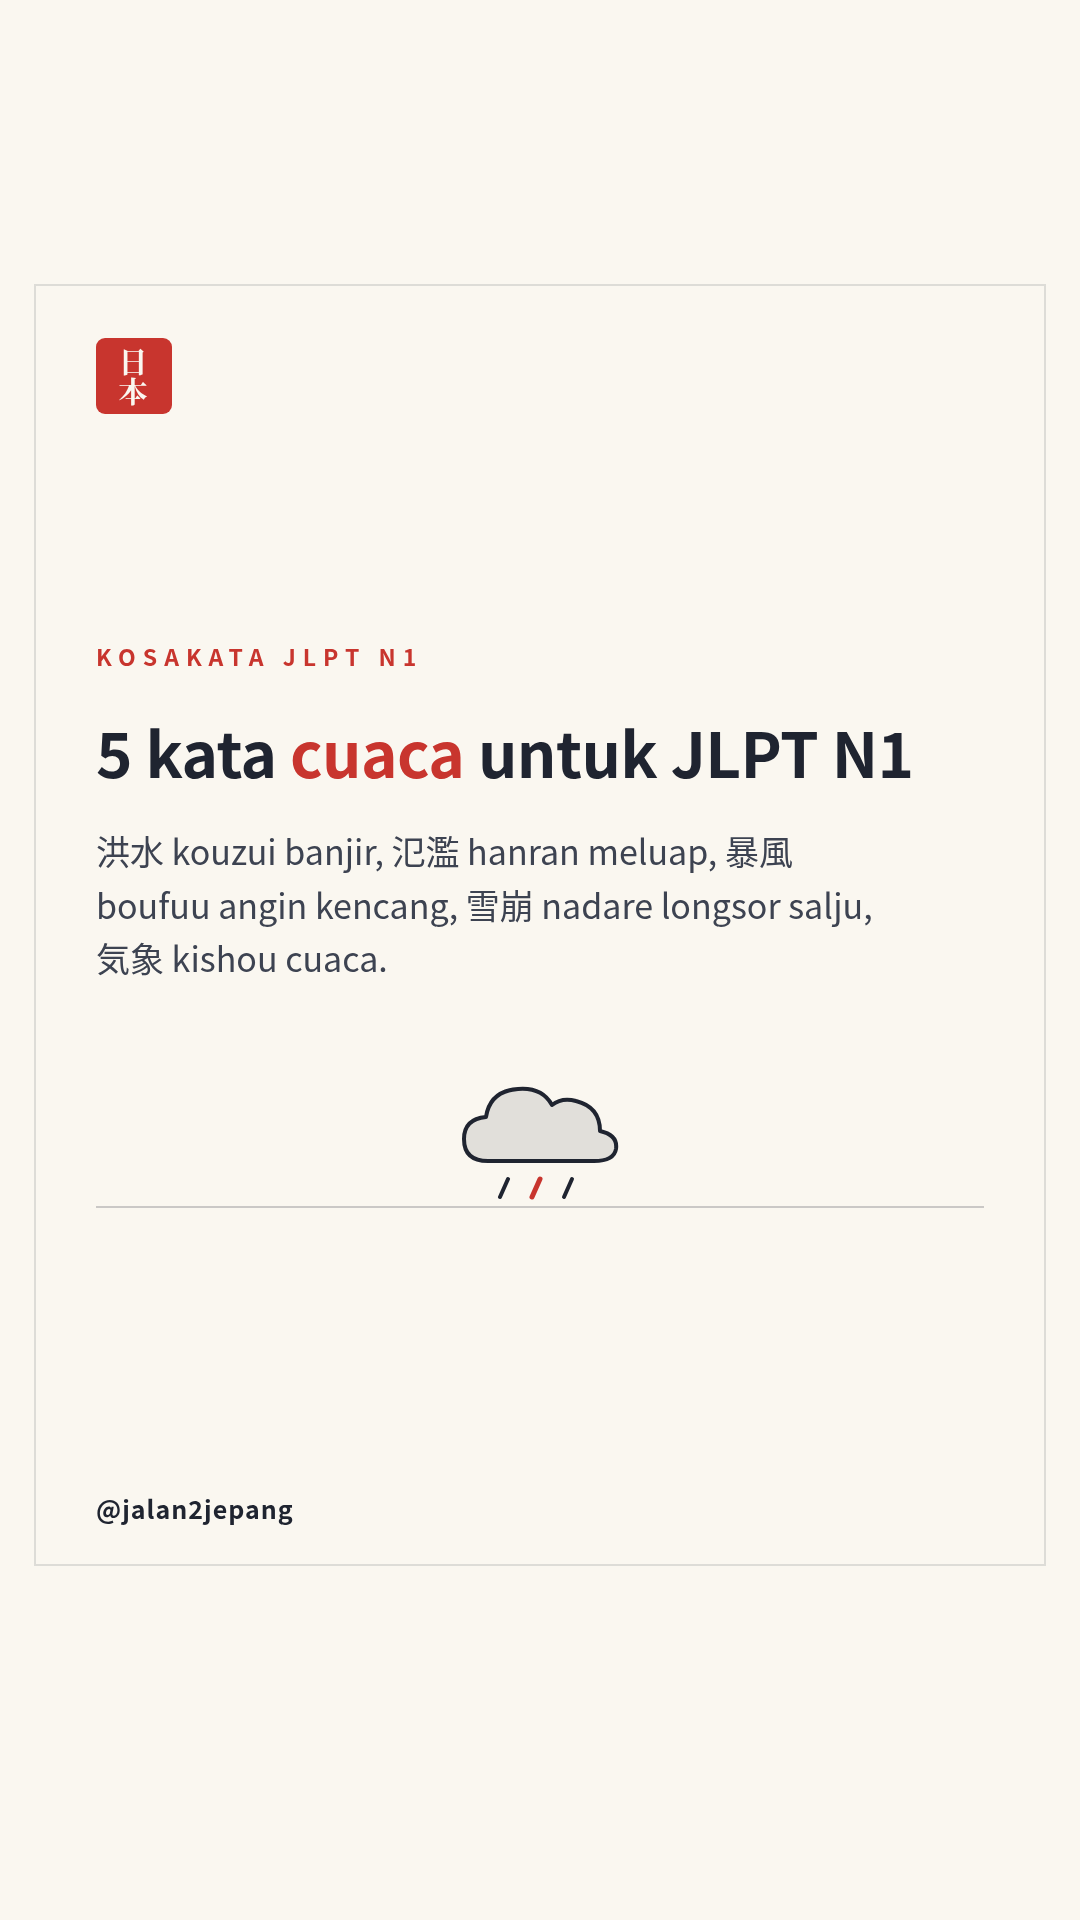 日本
KOSAKATA JLPT N1
5 kata cuaca untuk JLPT N1
洪水 kouzui banjir, 氾濫 hanran meluap, 暴風
boufuu angin kencang, 雪崩 nadare longsor salju,
気象 kishou cuaca.
@jalan2jepang